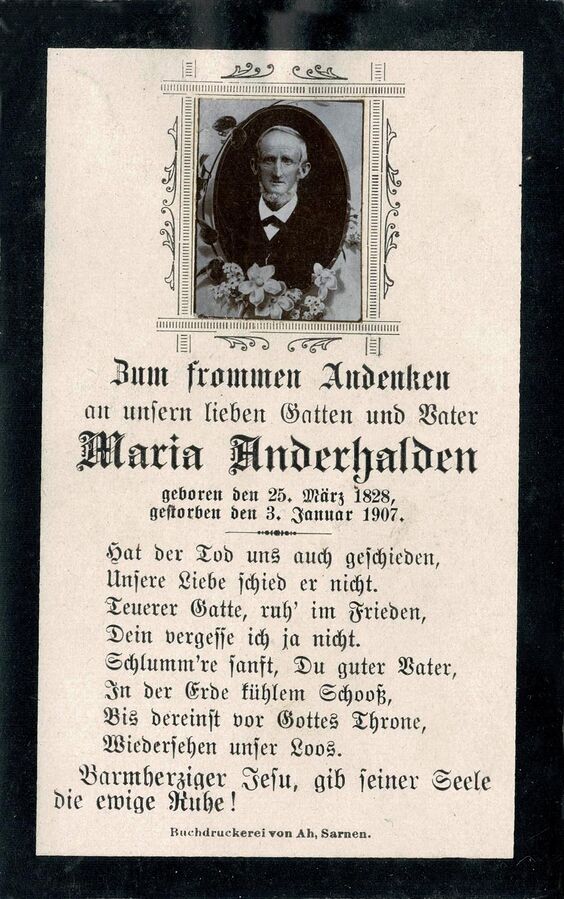 Zum frommen Andenken
an unsern lieben Gatten und Vater
Maria Anderhalden
geboren den 25. März 1828,
gestorben den 3. Januar 1907.
Hat der Tod uns auch geschieden,
Unsere Liebe schied er nicht.
Teuerer Gatte, ruh' im Frieden,
Dein vergesse ich ja nicht.
Schlumm're sanft, Du guter Vater,
In der Erde kühlem Schooß,
Bis dereinst vor Gottes Throne,
Wiedersehen unser Loos.
Barmherziger Jesu, gib seiner Seele
die ewige Ruhe!
Buchdruckerei von Ah, Sarnen.